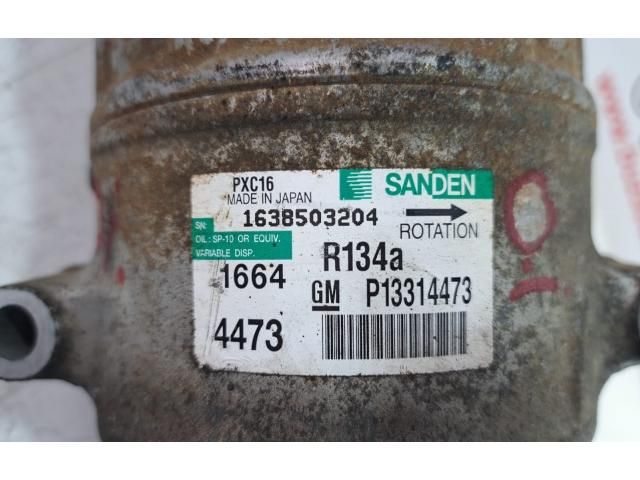 PXC16
MADE IN JAPAN
SANDEN
SN: 1638503204
ROTATION
OIL: SP-10 OR EQUIV.
VARIABLE DISP.
1664
R134a
GM P13314473
4473